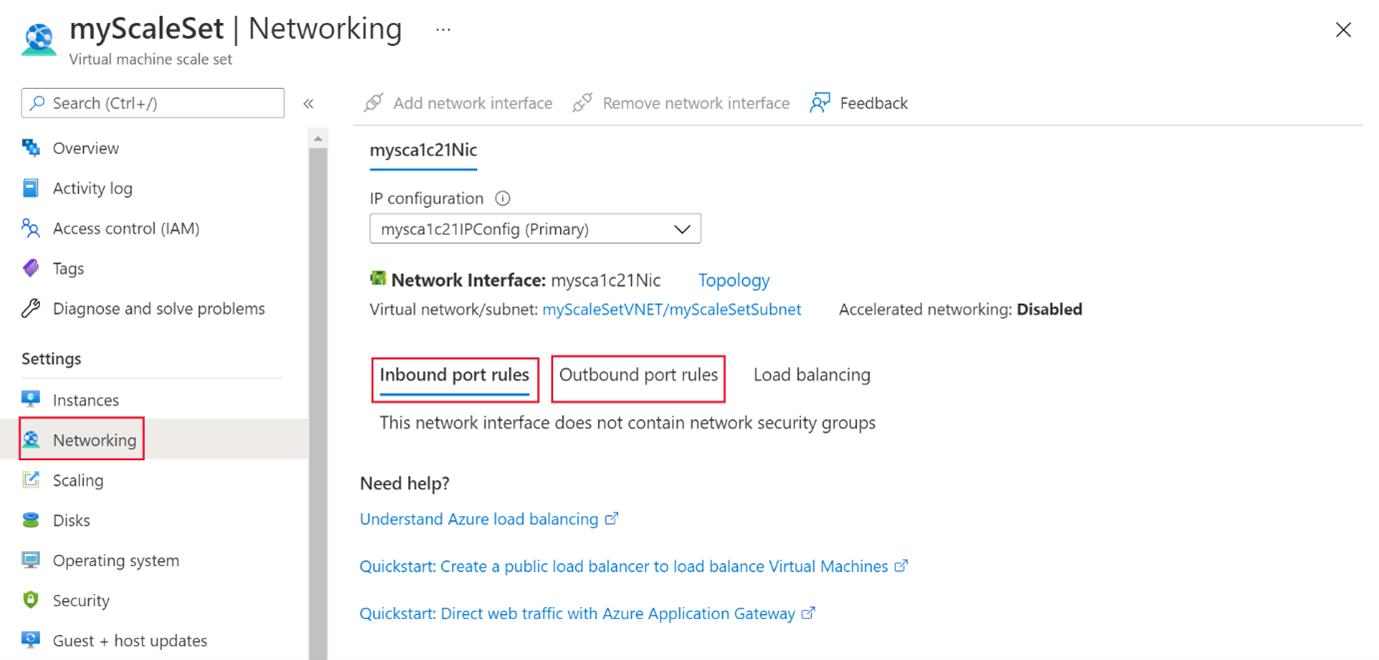 myScaleSet | Networking ...
Virtual machine scale set
Search (Ctrl+/) «
Overview
Activity log
Access control (IAM)
Tags
Diagnose and solve problems
Settings
Instances
Networking
Scaling
Disks
Operating system
Security
Guest + host updates
Add network interface Remove network interface Feedback
mysca1c21Nic
IP configuration
mysca1c21IPConfig (Primary)
Network Interface: mysca1c21Nic Topology
Virtual network/subnet: myScaleSetVNET/myScaleSetSubnet Accelerated networking: Disabled
Inbound port rules Outbound port rules Load balancing
This network interface does not contain network security groups
Need help?
Understand Azure load balancing
Quickstart: Create a public load balancer to load balance Virtual Machines
Quickstart: Direct web traffic with Azure Application Gateway